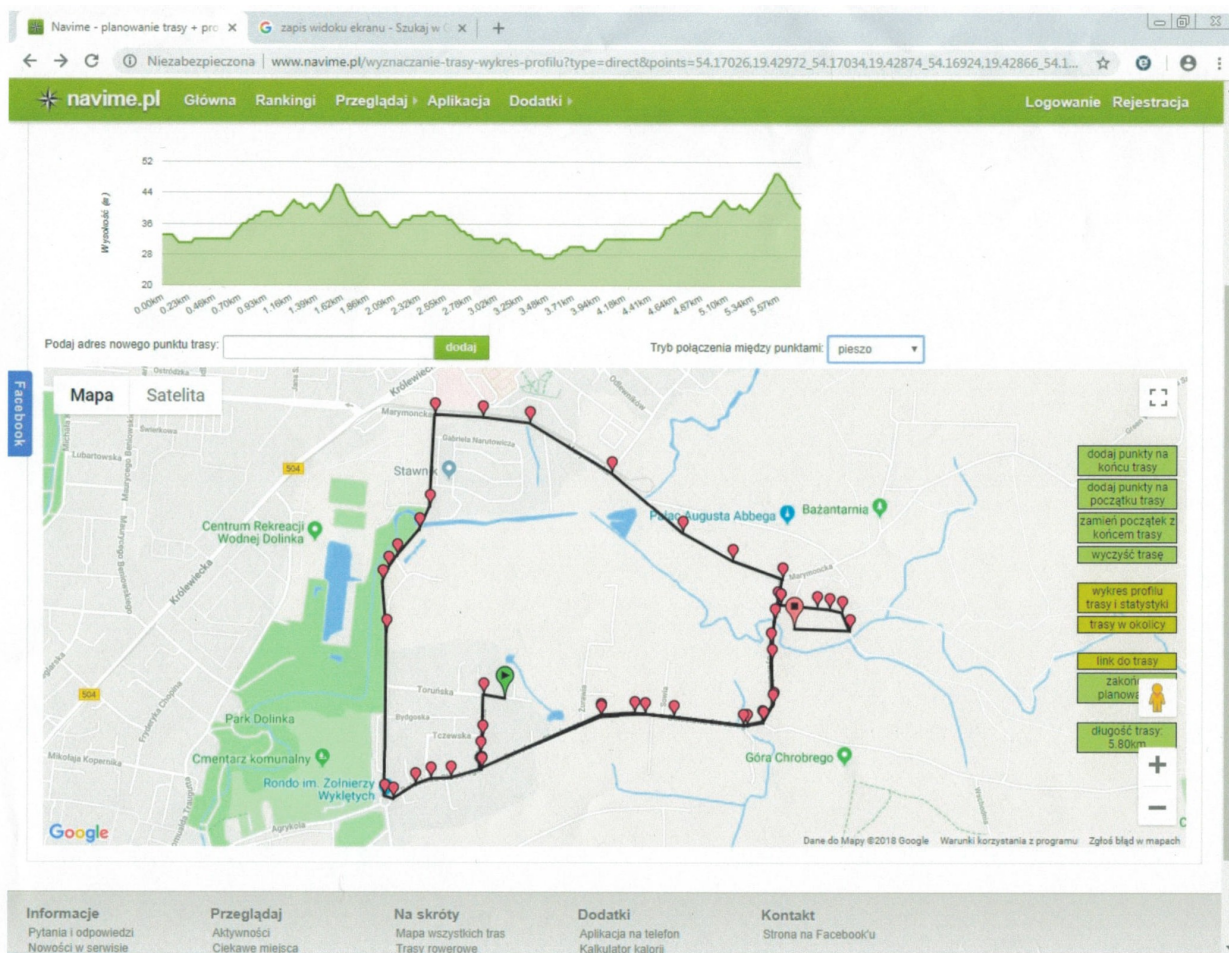 Navime - planowanie trasy + pro
zapis widoku ekranu - Szukaj w G
Niezabezpieczona | www.navime.pl/wyznaczanie-trasy-wykres-profilu?type=direct&points=54.17026,19.42972_54.17034,19.42874_54.16924,19.42866_54.1...
navime.pl Główna Rankingi Przeglądaj Aplikacja Dodatki Logowanie Rejestracja
52
44
36
28
20
Wysokość (m)
0.00km 0.23km 0.46km 0.70km 0.93km 1.16km 1.39km 1.62km 1.86km 2.09km 2.32km 2.55km 2.78km 3.02km 3.25km 3.48km 3.71km 3.94km 4.18km 4.41km 4.64km 4.87km 5.10km 5.34km 5.57km
Podaj adres nowego punktu trasy: dodaj
Tryb połączenia między punktami: pieszo
Facebook
Mapa Satelita
Ostródzka
Królewiecka
Marymoncka
Odlewników
Świerkowa
Lubartowska
Maurycego Beniowskiego
Gabriela Narutowicza
504
Stawnik
Centrum Rekreacji
Wodnej Dolinka
Królewiecka
Pałac Augusta Abbega
Bażantarnia
Marymoncka
dodaj punkty na
końcu trasy
dodaj punkty na
początku trasy
zamień początek z
końcem trasy
wyczyść trasę
wykres profilu
trasy i statystyki
trasy w okolicy
link do trasy
długość trasy:
5.80km
504
Fryderyka Chopina
Park Dolinka
Mikołaja Kopernika
Cmentarz komunalny
Rondo im. Żołnierzy
Wyklętych
Toruńska
Bydgoska
Tczewska
Żurawia
Góra Chrobrego
Agrykola
Google
Dane do Mapy ©2018 Google Warunki korzystania z programu Zgłoś błąd w mapach
Informacje Przeglądaj Na skróty Dodatki Kontakt
Pytania i odpowiedzi Aktywności Mapa wszystkich tras Aplikacja na telefon Strona na Facebook'u
Nowości w serwisie Ciekawe miejsca Trasy rowerowe Kalkulator kalorii